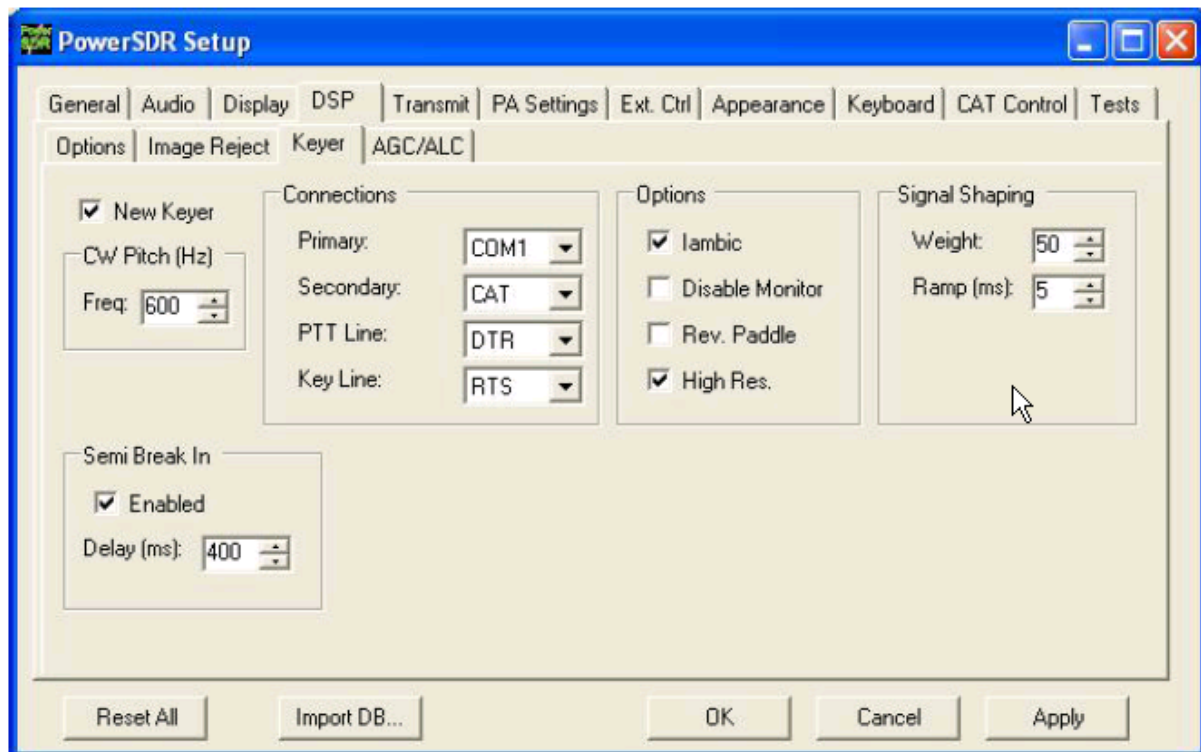 PowerSDR Setup
General Audio Display DSP Transmit PA Settings Ext. Ctrl Appearance Keyboard CAT Control Tests
Options Image Reject Keyer AGC/ALC
New Keyer
CW Pitch (Hz)
Freq: 600
Connections
Primary: COM1
Secondary: CAT
PTT Line: DTR
Key Line: RTS
Options
Iambic
Disable Monitor
Rev. Paddle
High Res.
Signal Shaping
Weight: 50
Ramp (ms): 5
Semi Break In
Enabled
Delay (ms): 400
Reset All Import DB... OK Cancel Apply